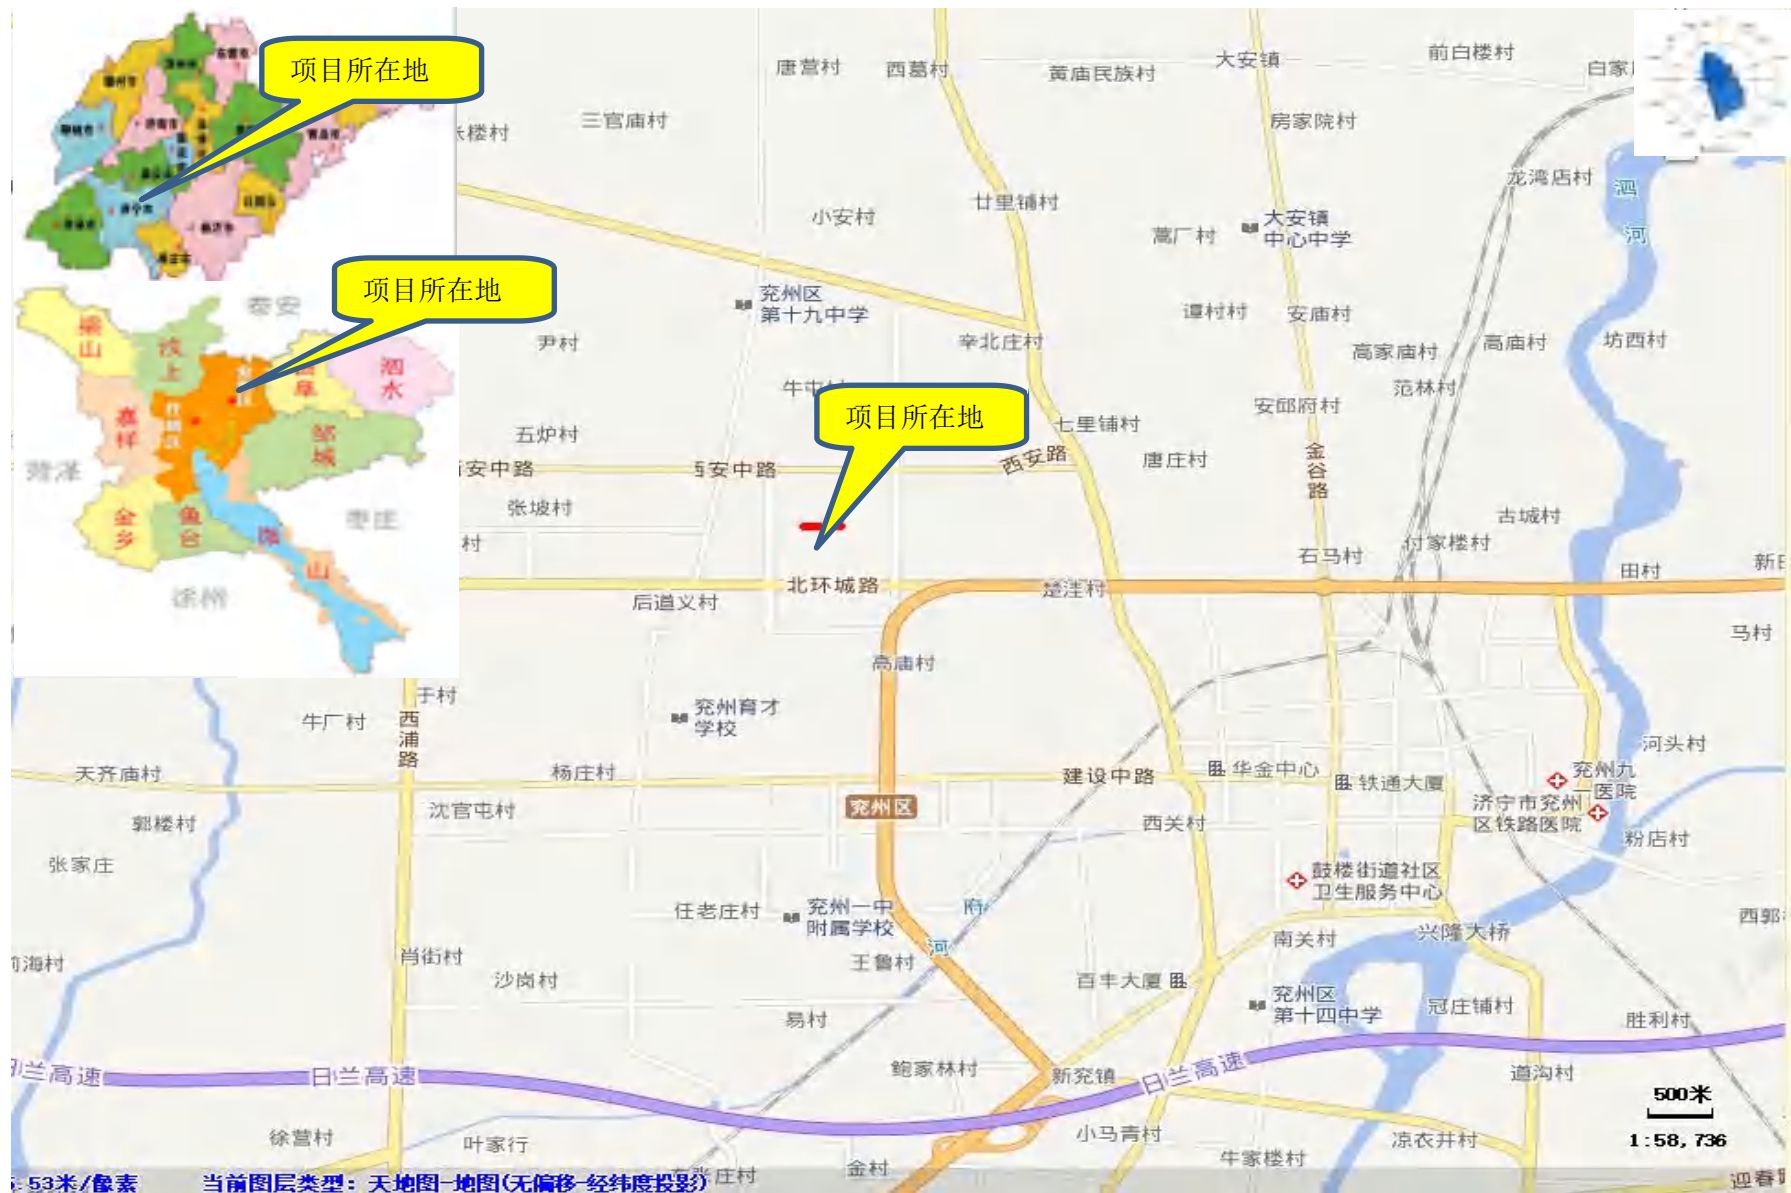 项目所在地
项目所在地
项目所在地
泰安
汶
上
泗
水
嘉
祥
邹
城
菏泽
金
乡
鱼
台
微
山
枣庄
徐州
唐营村
西葛村
黄庙民族村
大安镇
前白楼村
三官庙村
房家院村
龙湾店村
泗
河
小安村
廿里铺村
蒿厂村
大安镇
中心中学
兖州区
第十九中学
谭村村
安庙村
尹村
辛北庄村
高家庙村
高庙村
坊西村
范林村
安邱府村
五炉村
七里铺村
西安路
唐庄村
金谷路
张坡村
古城村
付家楼村
石马村
田村
北环城路
楚洼村
后道义村
马村
高庙村
于村
牛厂村
西浦路
兖州育才
学校
河头村
天齐庙村
杨庄村
建设中路
华金中心
铁通大厦
兖州九
一医院
济宁市兖州
区铁路医院
沈官屯村
兖州区
郭楼村
西关村
粉店村
张家庄
鼓楼街道社区
卫生服务中心
任老庄村
兖州一中
附属学校
府
河
南关村
兴隆大桥
肖街村
沙岗村
王鲁村
百丰大厦
兖州区
第十四中学
冠庄铺村
胜利村
易村
日兰高速
日兰高速
鲍家林村
新兖镇
道沟村
500米
1:58,736
徐营村
叶家行
小马青村
凉衣井村
牛家楼村
金村
当前图层类型：天地图-地图(无偏移-经纬度投影)